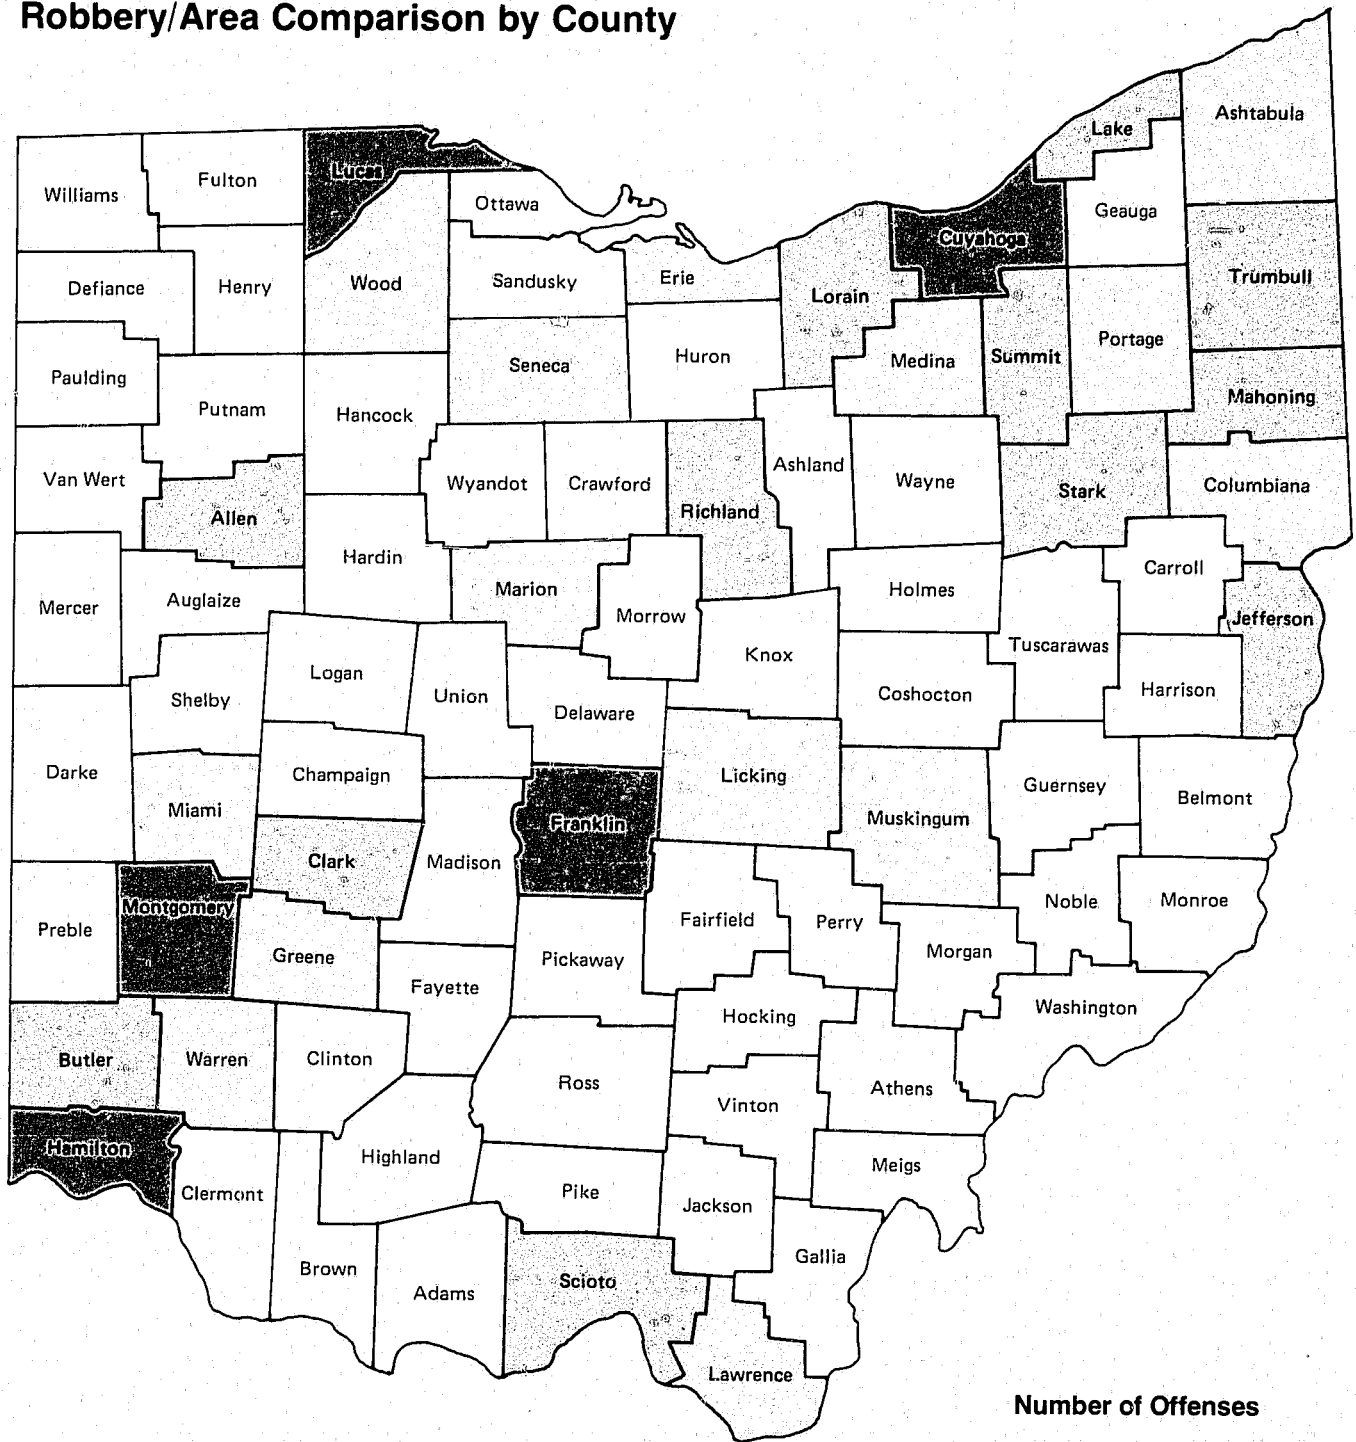 Robbery/Area Comparison by County
Ashtabula
Lake
Lucas
Fulton
Williams
Ottawa
Geauga
Cuyahoga
Trumbull
Erie
Sandusky
Wood
Henry
Defiance
Lorain
Portage
Summit
Medina
Huron
Seneca
Paulding
Mahoning
Putnam
Hancock
Ashland
Van Wert
Wyandot
Crawford
Wayne
Stark
Columbiana
Richland
Allen
Hardin
Carroll
Marion
Holmes
Mercer
Auglaize
Morrow
Jefferson
Tuscarawas
Knox
Logan
Harrison
Union
Coshocton
Shelby
Delaware
Darke
Champaign
Licking
Guernsey
Belmont
Miami
Muskingum
Franklin
Clark
Madison
Noble
Monroe
Montgomery
Fairfield
Perry
Preble
Morgan
Greene
Pickaway
Fayette
Washington
Hocking
Butler
Warren
Clinton
Ross
Athens
Vinton
Hamilton
Highland
Meigs
Clermont
Pike
Jackson
Gallia
Brown
Scioto
Adams
Lawrence
Number of Offenses